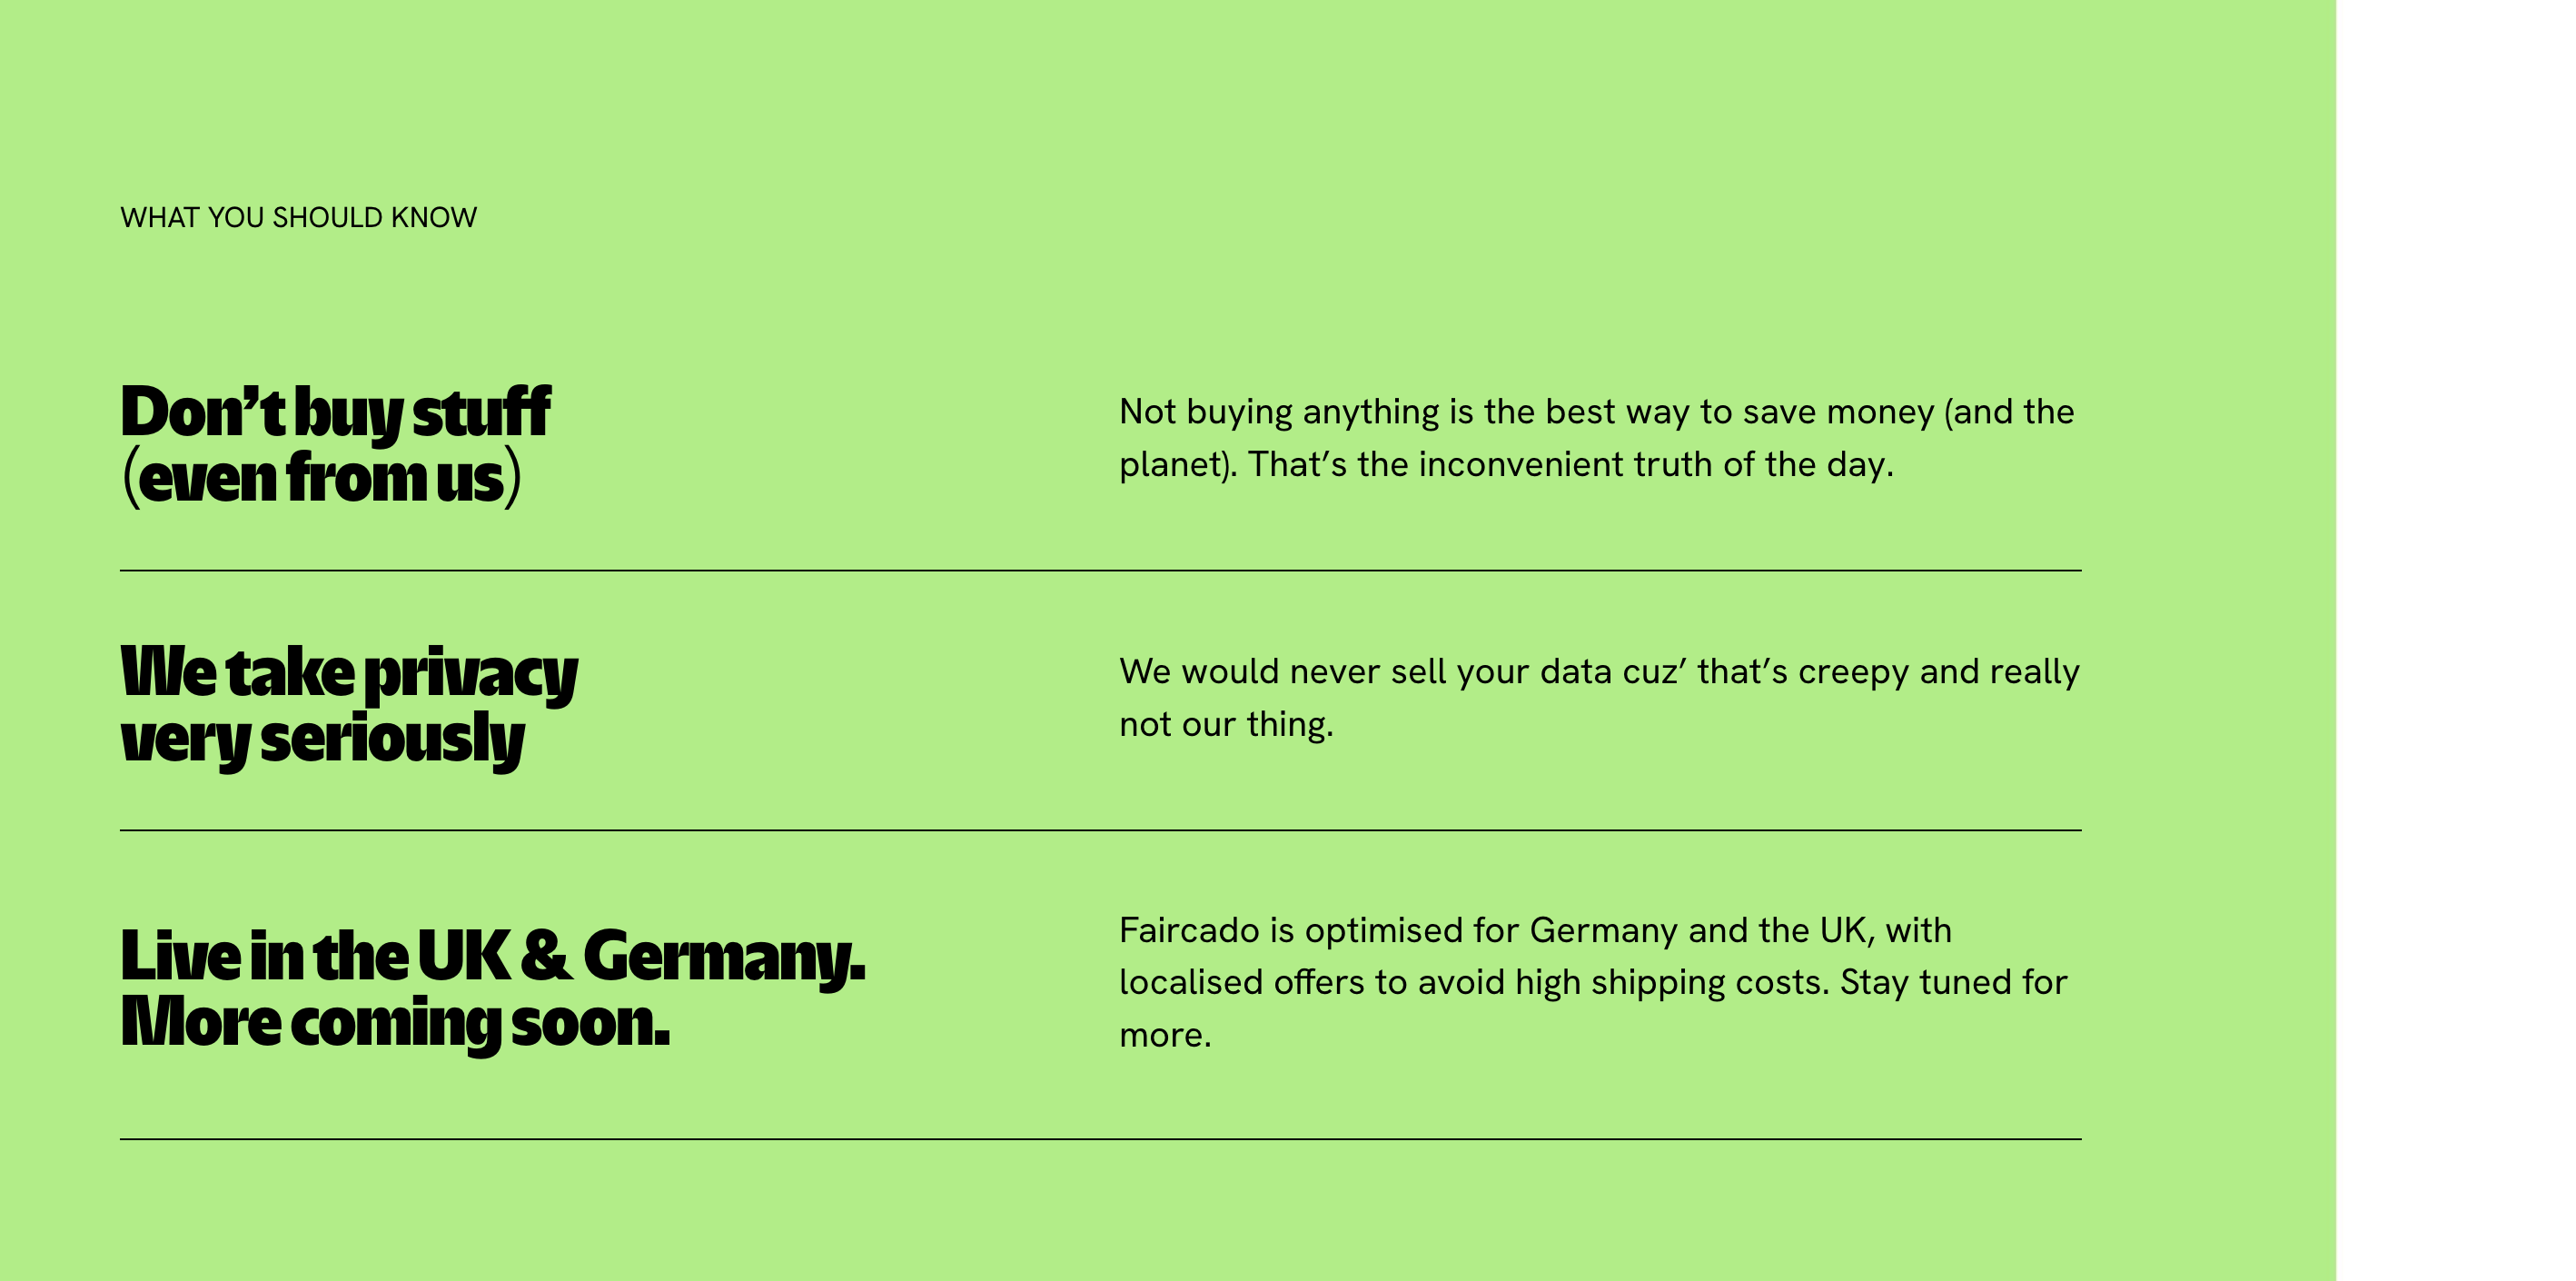 WHAT YOU SHOULD KNOW
Don’t buy stuff
(even from us)
Not buying anything is the best way to save money (and the
planet). That’s the inconvenient truth of the day.
We take privacy
very seriously
We would never sell your data cuz’ that’s creepy and really
not our thing.
Live in the UK & Germany.
More coming soon.
Faircado is optimised for Germany and the UK, with
localised offers to avoid high shipping costs. Stay tuned for
more.